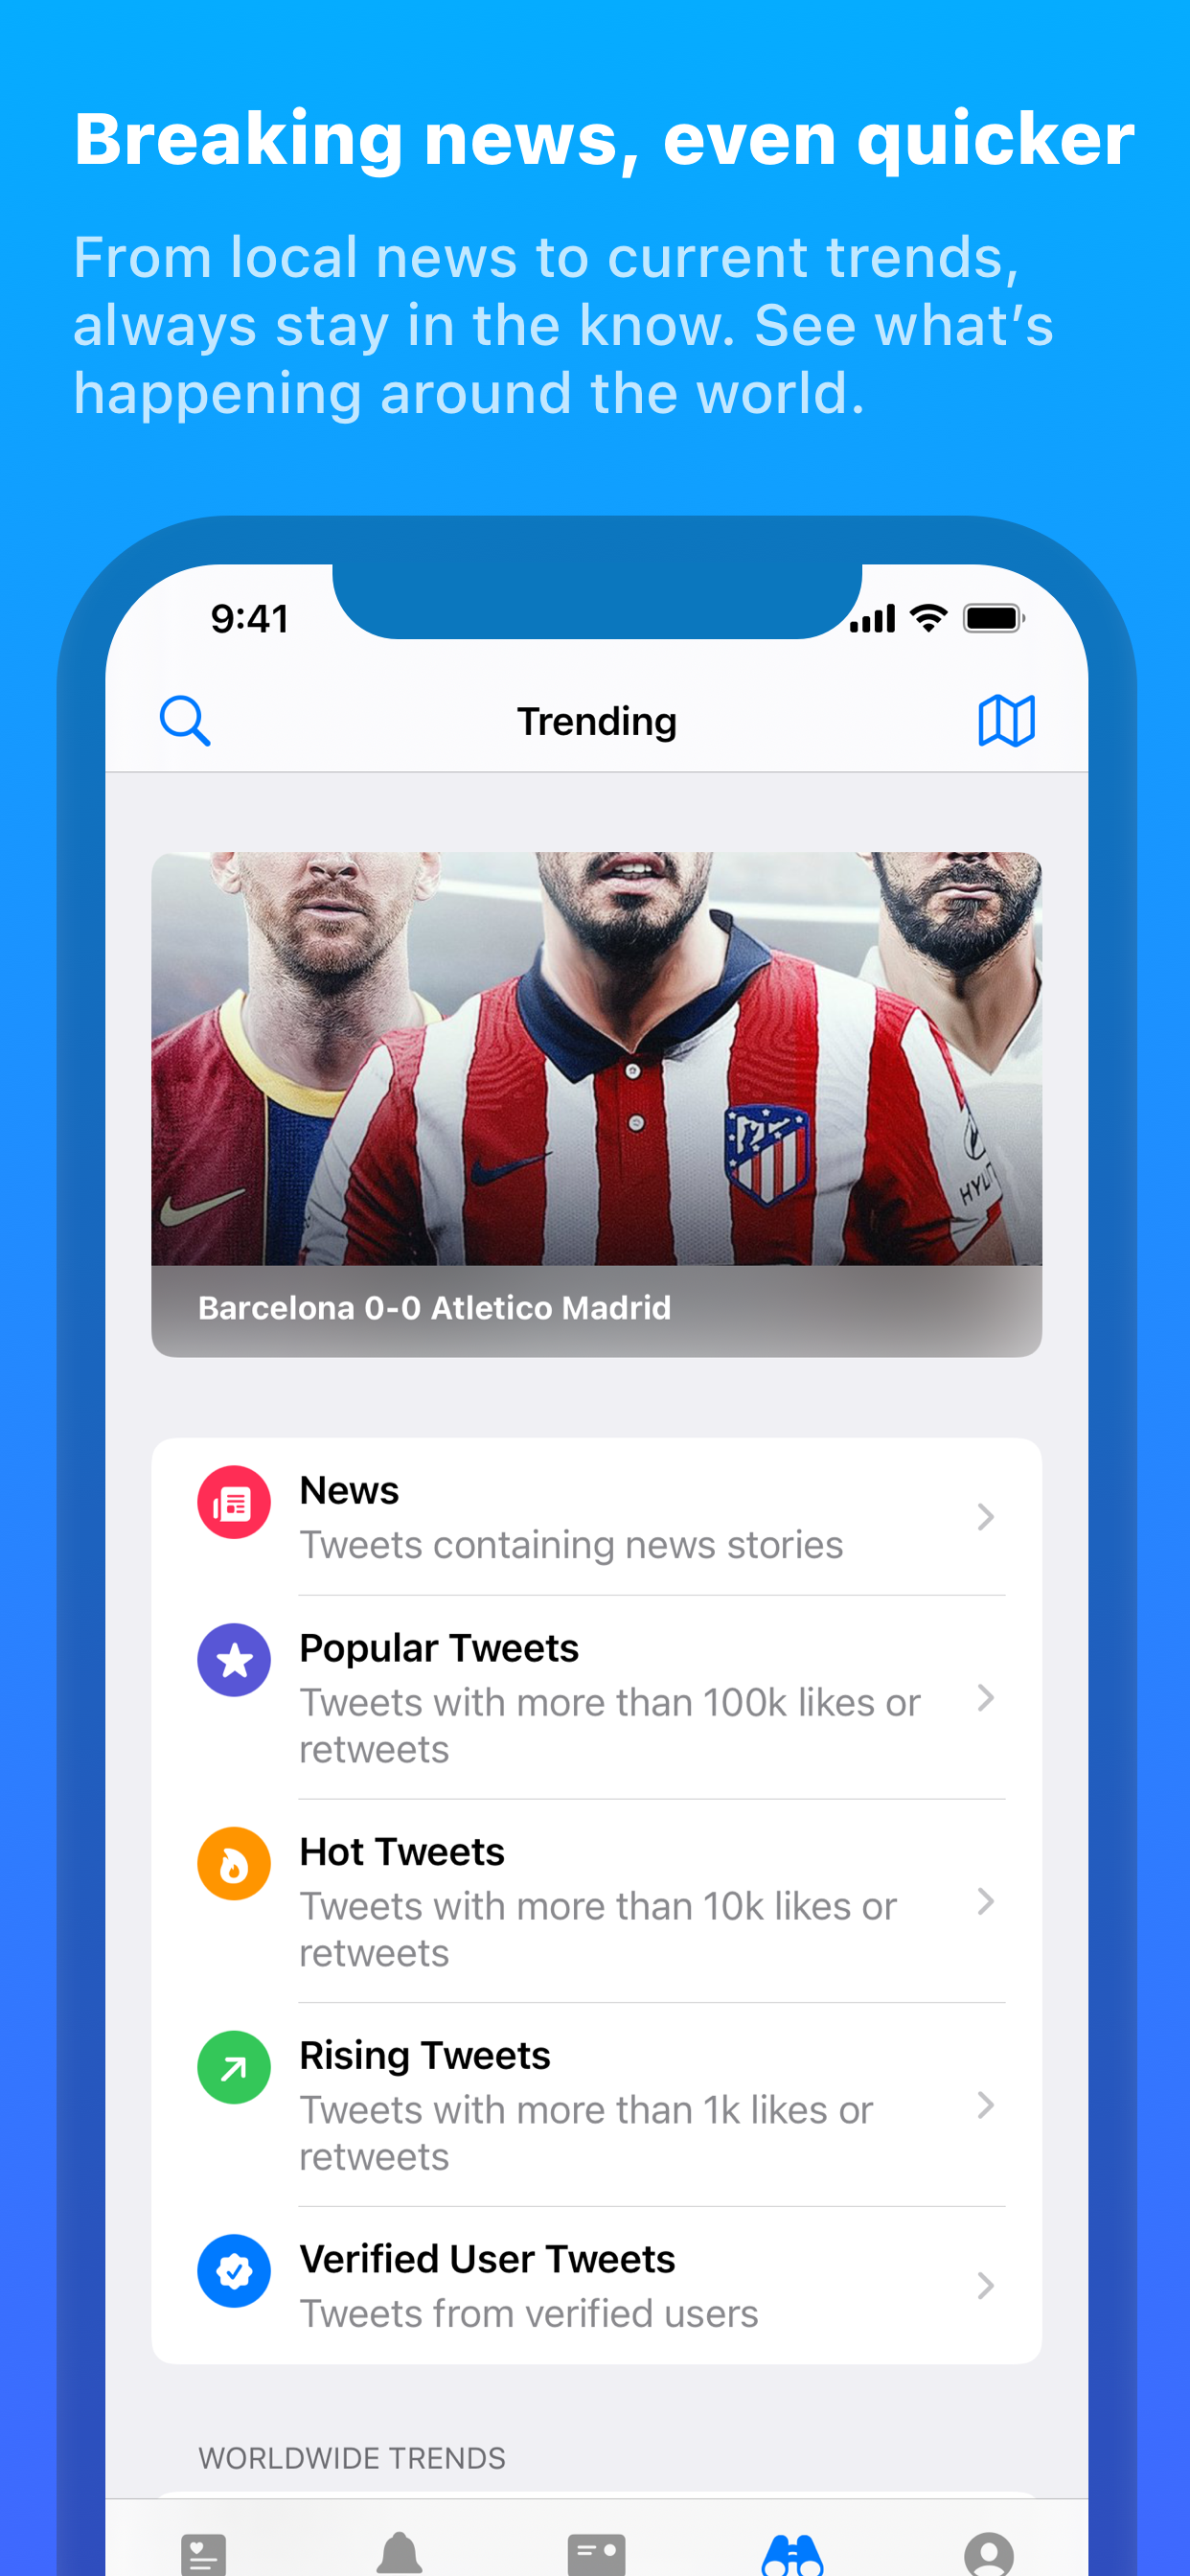 Breaking news, even quicker
From local news to current trends,
always stay in the know. See what’s
happening around the world.
9:41
Trending
HYU
Barcelona 0-0 Atletico Madrid
News
Tweets containing news stories
Popular Tweets
Tweets with more than 100k likes or
retweets
Hot Tweets
Tweets with more than 10k likes or
retweets
Rising Tweets
Tweets with more than 1k likes or
retweets
Verified User Tweets
Tweets from verified users
WORLDWIDE TRENDS